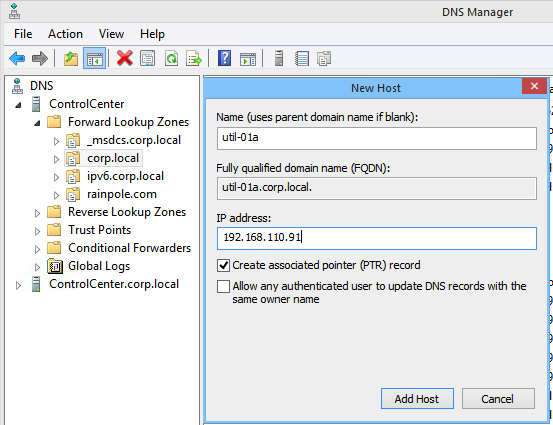 DNS Manager
File Action View Help
DNS
ControlCenter
Forward Lookup Zones
_msdcs.corp.local
corp.local
ipv6.corp.local
rainpole.com
Reverse Lookup Zones
Trust Points
Conditional Forwarders
Global Logs
ControlCenter.corp.local
New Host
Name (uses parent domain name if blank):
util-01a
Fully qualified domain name (FQDN):
util-01a.corp.local.
IP address:
192.168.110.91
Create associated pointer (PTR) record
Allow any authenticated user to update DNS records with the
same owner name
Add Host Cancel